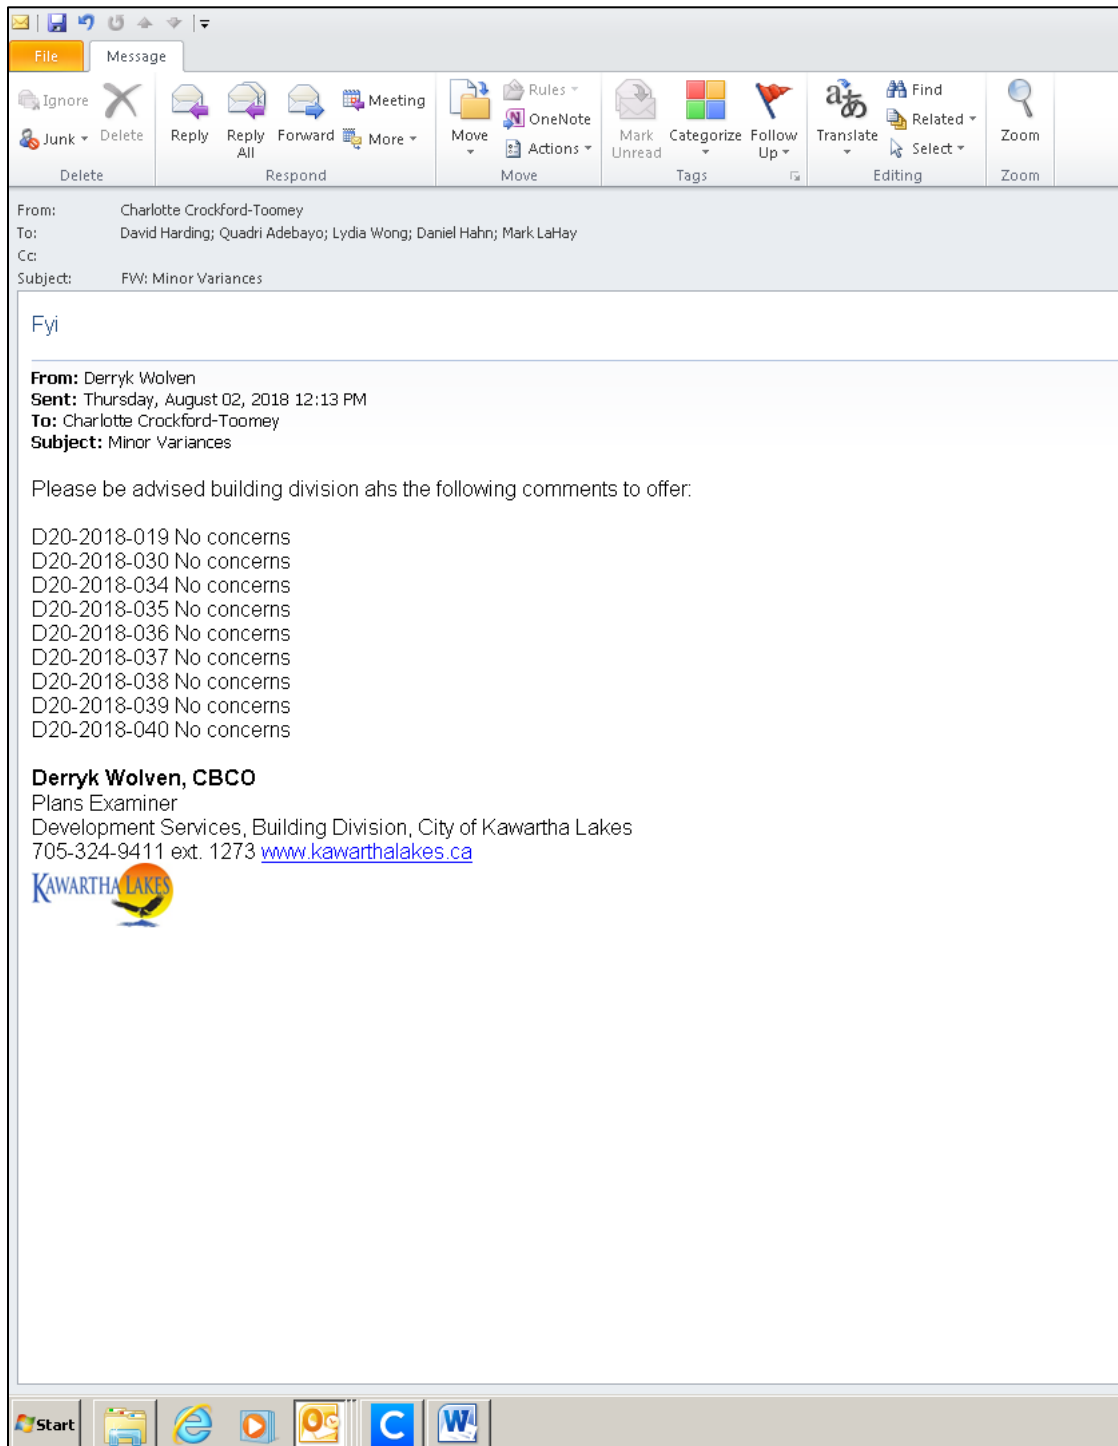 File Message
Ignore
Junk
Delete
Reply
Reply All
Forward
Meeting
More
Move
Rules
OneNote
Actions
Mark Unread
Categorize
Follow Up
Translate
Find
Related
Select
Zoom
Delete Respond Move Tags Editing Zoom
From: Charlotte Crockford-Toomey
To: David Harding; Quadri Adebayo; Lydia Wong; Daniel Hahn; Mark LaHay
Cc:
Subject: FW: Minor Variances
Fyi
From: Derryk Wolven
Sent: Thursday, August 02, 2018 12:13 PM
To: Charlotte Crockford-Toomey
Subject: Minor Variances
Please be advised building division ahs the following comments to offer:
D20-2018-019 No concerns
D20-2018-030 No concerns
D20-2018-034 No concerns
D20-2018-035 No concerns
D20-2018-036 No concerns
D20-2018-037 No concerns
D20-2018-038 No concerns
D20-2018-039 No concerns
D20-2018-040 No concerns
Derryk Wolven, CBCO
Plans Examiner
Development Services, Building Division, City of Kawartha Lakes
705-324-9411 ext. 1273 www.kawarthalakes.ca
KAWARTHA LAKES
Start